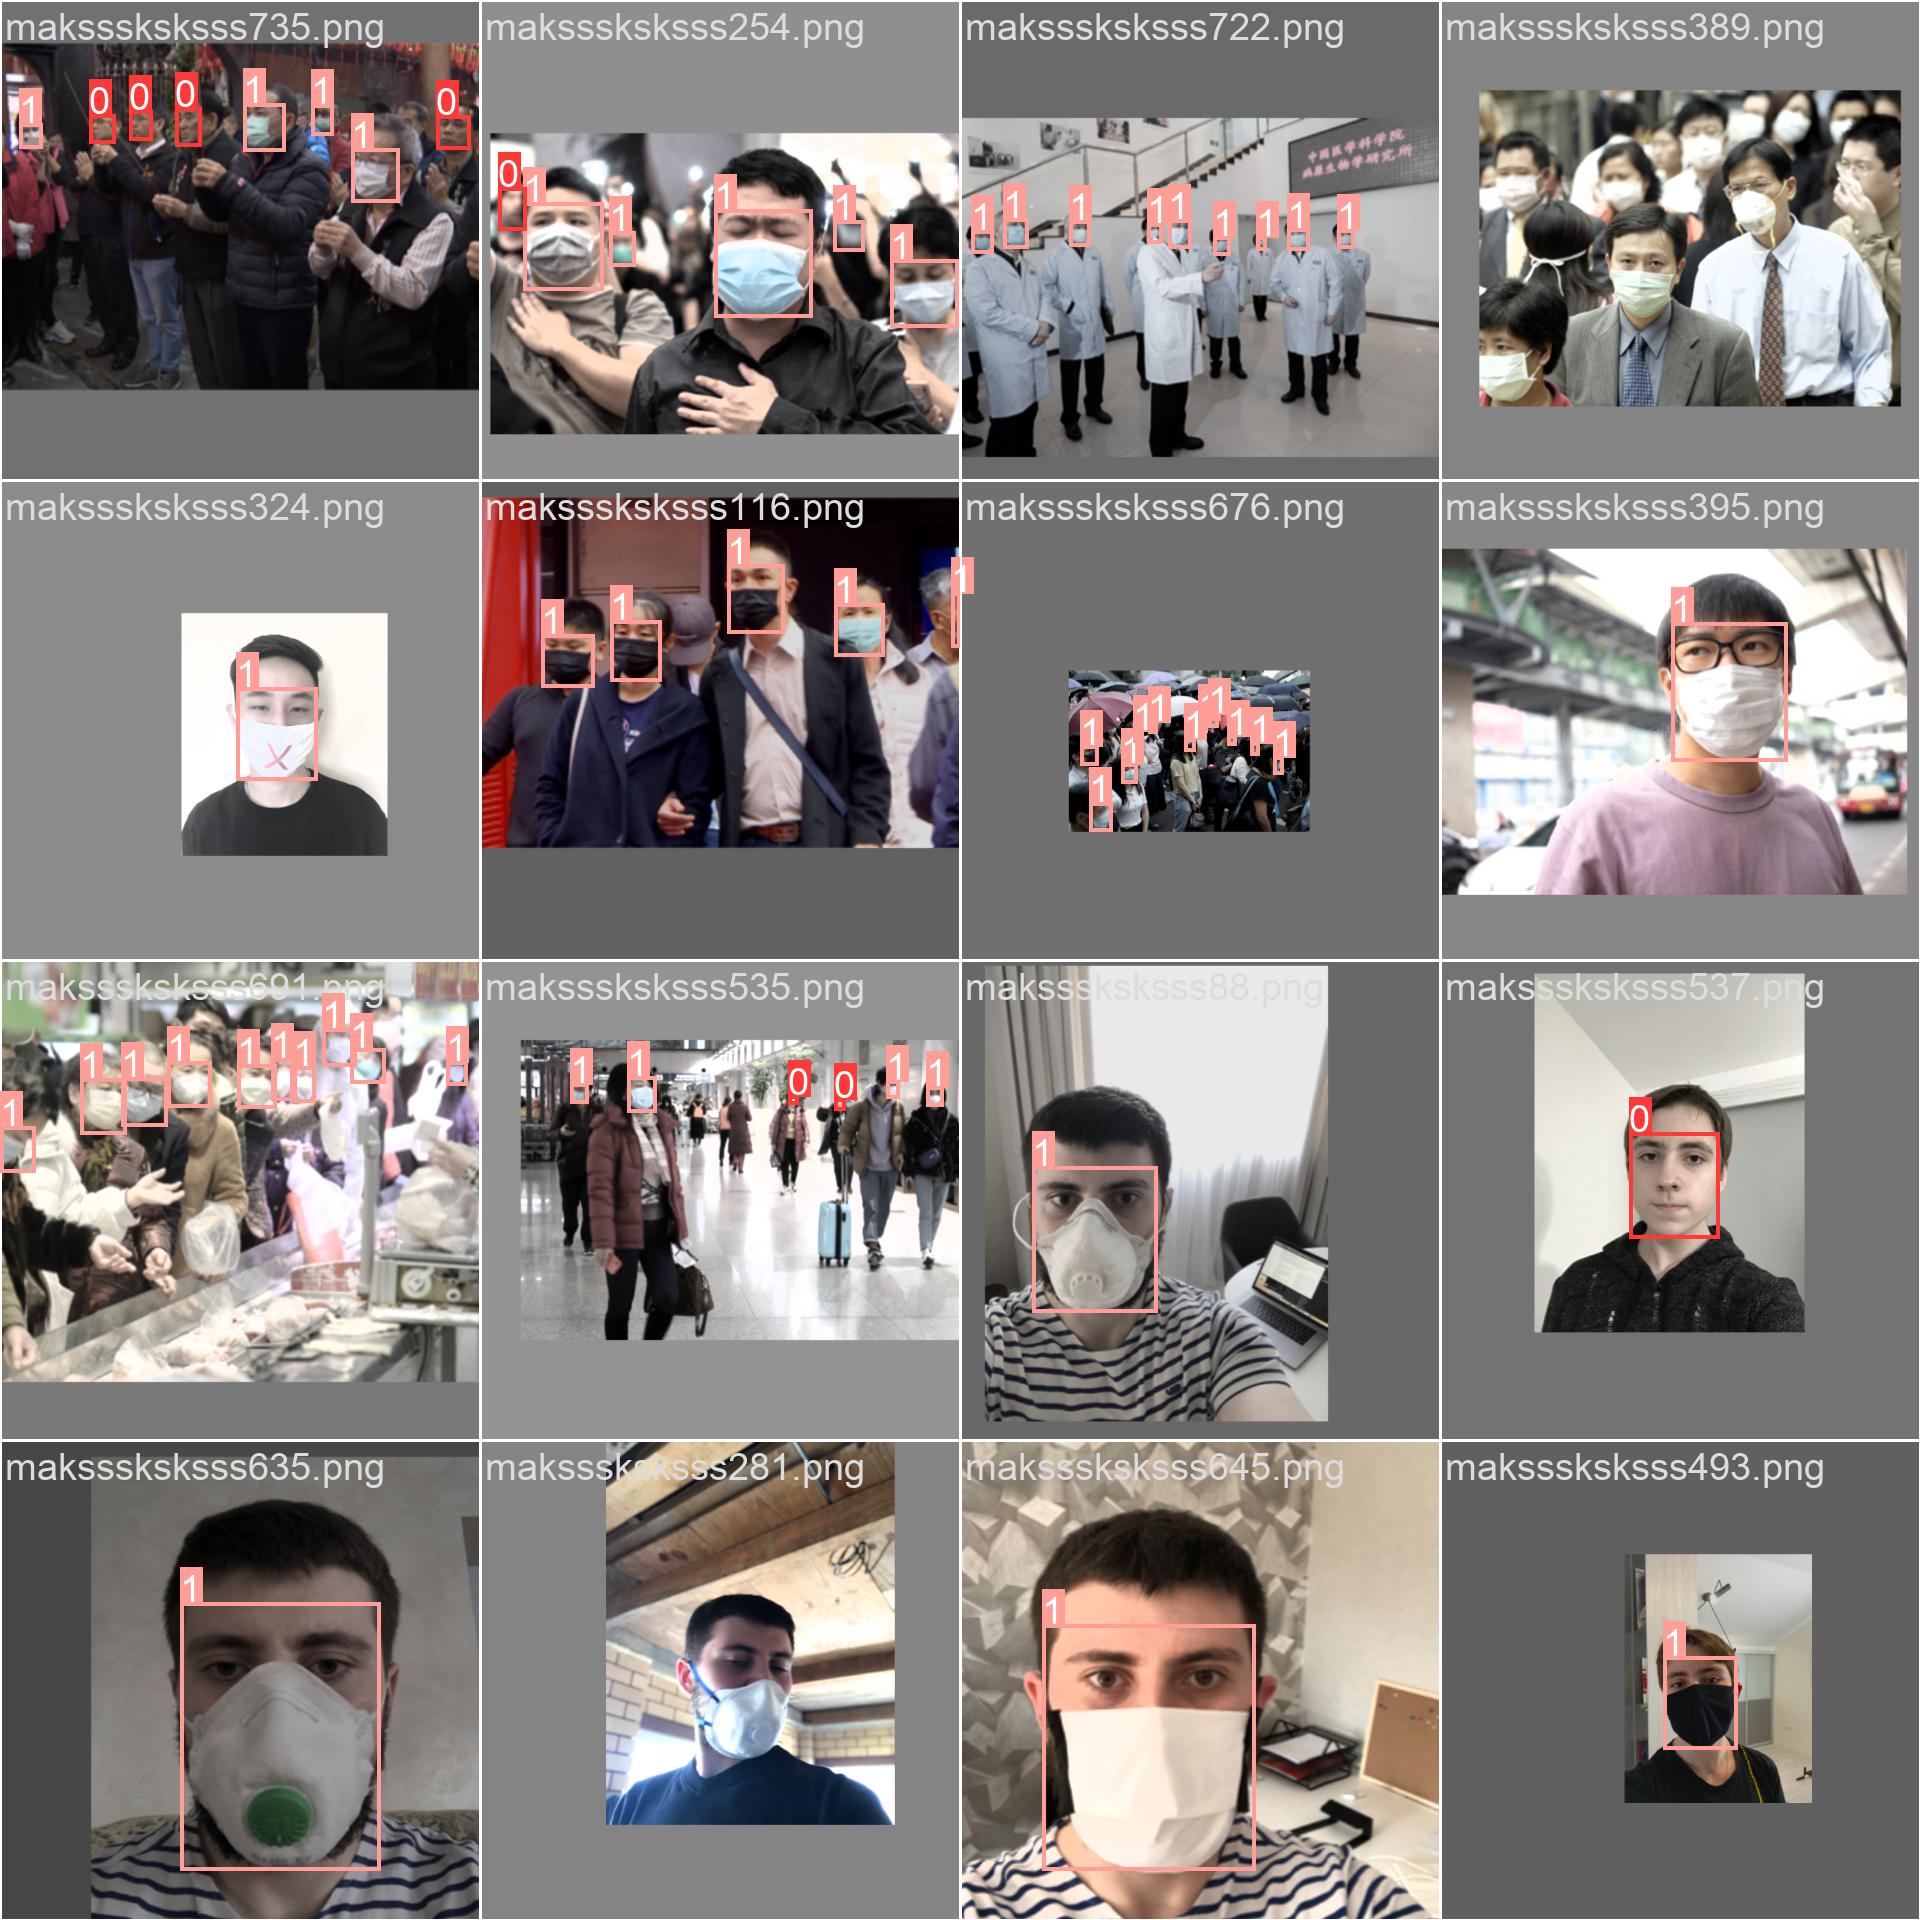 maksssksksss735.png
1 0 0 0 1 1 1 0
maksssksksss254.png
0 1 1 1 1 1
maksssksksss722.png
1 1 1 1 1 1 1 1 1
中国医学科学院
病原生物学研究所
maksssksksss389.png
maksssksksss324.png
1
maksssksksss116.png
1 1 1 1 1
maksssksksss676.png
1 1 1 1 1 1 1 1 1 1
maksssksksss395.png
1
maksssksksss691.png
1 1 1 1 1 1 1 1 1 1
maksssksksss535.png
1 1 0 0 1 1
maksssksksss88.png
1
maksssksksss537.png
0
maksssksksss635.png
1
maksssksksss281.png
maksssksksss645.png
1
maksssksksss493.png
1